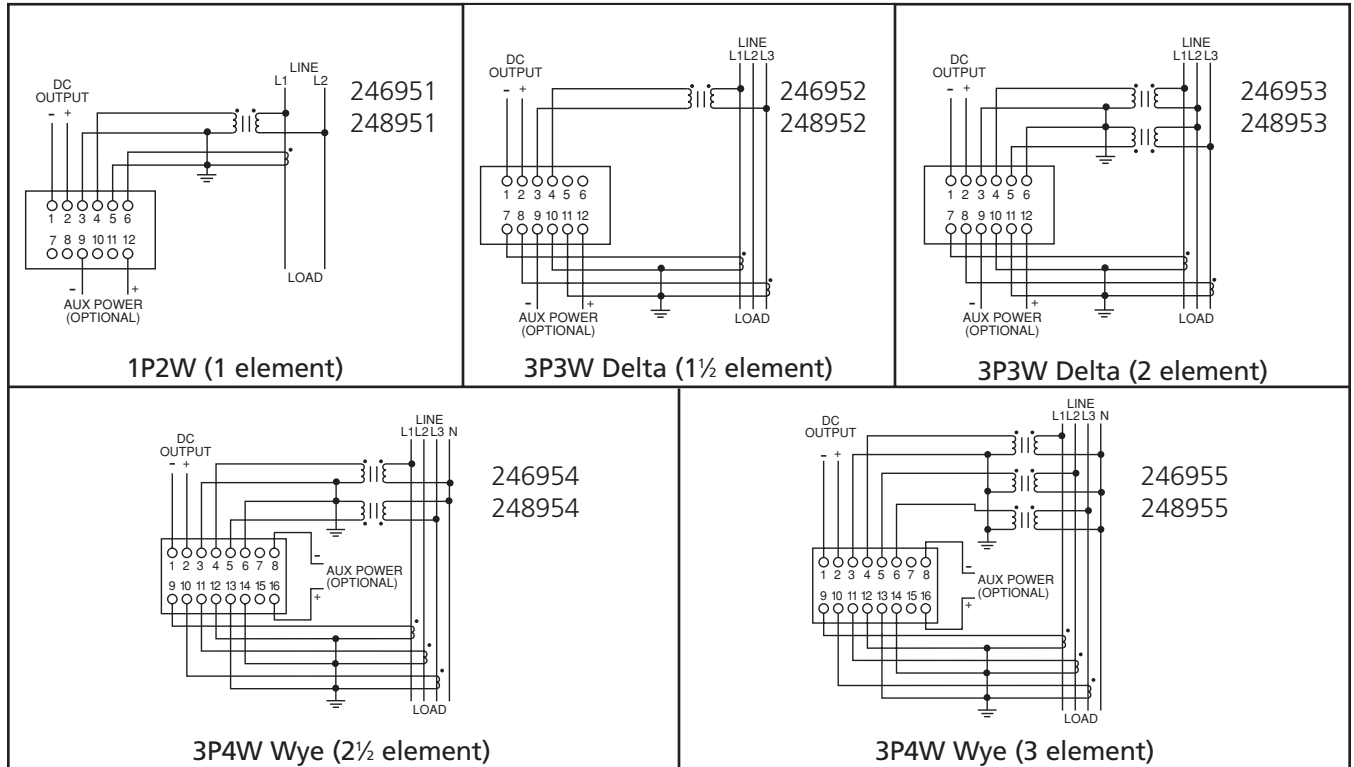 DC
OUTPUT
- +
LINE
L1 L2
246951
248951
1 2 3 4 5 6
7 8 9 10 11 12
- +
AUX POWER
(OPTIONAL)
LOAD
1P2W (1 element)
DC
OUTPUT
- +
LINE
L1 L2 L3
246952
248952
1 2 3 4 5 6
7 8 9 10 11 12
- +
AUX POWER
(OPTIONAL)
LOAD
3P3W Delta (1½ element)
DC
OUTPUT
- +
LINE
L1 L2 L3
246953
248953
1 2 3 4 5 6
7 8 9 10 11 12
- +
AUX POWER
(OPTIONAL)
LOAD
3P3W Delta (2 element)
DC
OUTPUT
- +
LINE
L1 L2 L3 N
246954
248954
1 2 3 4 5 6 7 8
9 10 11 12 13 14 15 16
-
AUX POWER
(OPTIONAL)
+
LOAD
3P4W Wye (2½ element)
DC
OUTPUT
- +
LINE
L1 L2 L3 N
246955
248955
1 2 3 4 5 6 7 8
9 10 11 12 13 14 15 16
-
AUX POWER
(OPTIONAL)
+
LOAD
3P4W Wye (3 element)